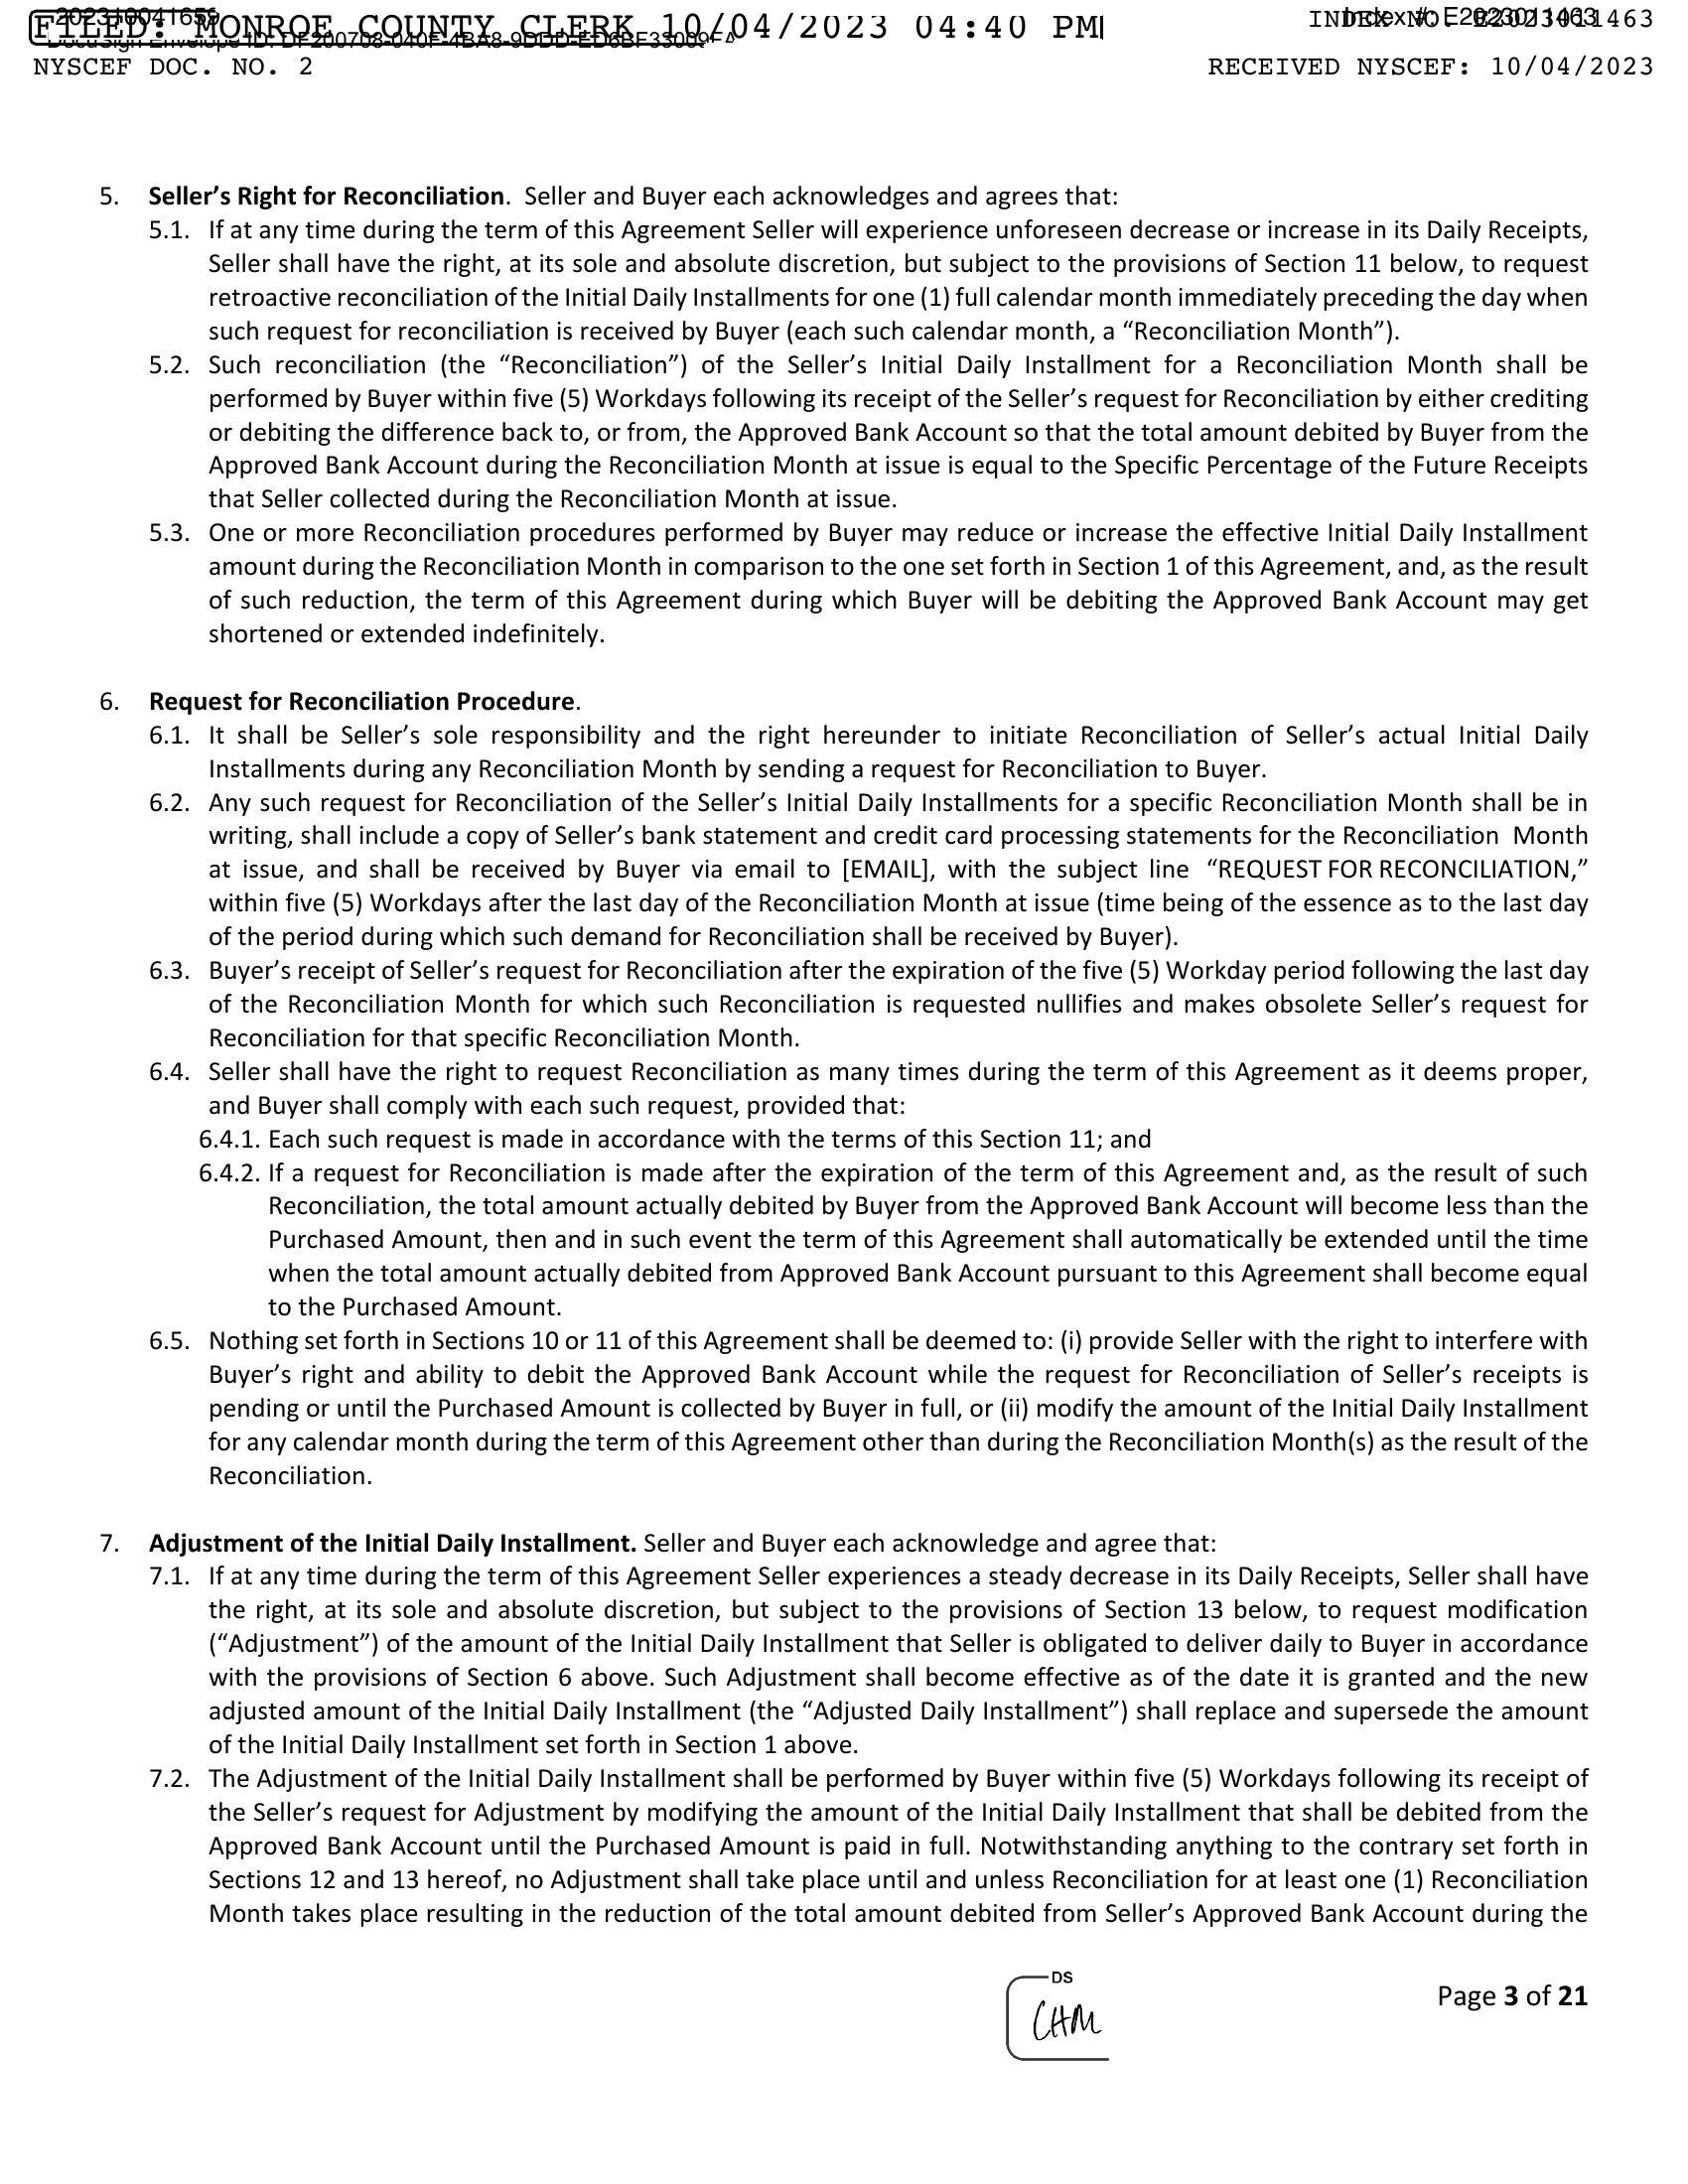 202310041659
FILED: MONROE COUNTY CLERK 10/04/2023 04:40 PM
INDEX NO. E2023011463
Index #: E2023011463
NYSCEF DOC. NO. 2
RECEIVED NYSCEF: 10/04/2023
5. Seller’s Right for Reconciliation. Seller and Buyer each acknowledges and agrees that:
5.1. If at any time during the term of this Agreement Seller will experience unforeseen decrease or increase in its Daily Receipts,
Seller shall have the right, at its sole and absolute discretion, but subject to the provisions of Section 11 below, to request
retroactive reconciliation of the Initial Daily Installments for one (1) full calendar month immediately preceding the day when
such request for reconciliation is received by Buyer (each such calendar month, a “Reconciliation Month”).
5.2. Such reconciliation (the “Reconciliation”) of the Seller’s Initial Daily Installment for a Reconciliation Month shall be
performed by Buyer within five (5) Workdays following its receipt of the Seller’s request for Reconciliation by either crediting
or debiting the difference back to, or from, the Approved Bank Account so that the total amount debited by Buyer from the
Approved Bank Account during the Reconciliation Month at issue is equal to the Specific Percentage of the Future Receipts
that Seller collected during the Reconciliation Month at issue.
5.3. One or more Reconciliation procedures performed by Buyer may reduce or increase the effective Initial Daily Installment
amount during the Reconciliation Month in comparison to the one set forth in Section 1 of this Agreement, and, as the result
of such reduction, the term of this Agreement during which Buyer will be debiting the Approved Bank Account may get
shortened or extended indefinitely.
6. Request for Reconciliation Procedure.
6.1. It shall be Seller’s sole responsibility and the right hereunder to initiate Reconciliation of Seller’s actual Initial Daily
Installments during any Reconciliation Month by sending a request for Reconciliation to Buyer.
6.2. Any such request for Reconciliation of the Seller’s Initial Daily Installments for a specific Reconciliation Month shall be in
writing, shall include a copy of Seller’s bank statement and credit card processing statements for the Reconciliation Month
at issue, and shall be received by Buyer via email to [EMAIL], with the subject line “REQUEST FOR RECONCILIATION,”
within five (5) Workdays after the last day of the Reconciliation Month at issue (time being of the essence as to the last day
of the period during which such demand for Reconciliation shall be received by Buyer).
6.3. Buyer’s receipt of Seller’s request for Reconciliation after the expiration of the five (5) Workday period following the last day
of the Reconciliation Month for which such Reconciliation is requested nullifies and makes obsolete Seller’s request for
Reconciliation for that specific Reconciliation Month.
6.4. Seller shall have the right to request Reconciliation as many times during the term of this Agreement as it deems proper,
and Buyer shall comply with each such request, provided that:
6.4.1. Each such request is made in accordance with the terms of this Section 11; and
6.4.2. If a request for Reconciliation is made after the expiration of the term of this Agreement and, as the result of such
Reconciliation, the total amount actually debited by Buyer from the Approved Bank Account will become less than the
Purchased Amount, then and in such event the term of this Agreement shall automatically be extended until the time
when the total amount actually debited from Approved Bank Account pursuant to this Agreement shall become equal
to the Purchased Amount.
6.5. Nothing set forth in Sections 10 or 11 of this Agreement shall be deemed to: (i) provide Seller with the right to interfere with
Buyer’s right and ability to debit the Approved Bank Account while the request for Reconciliation of Seller’s receipts is
pending or until the Purchased Amount is collected by Buyer in full, or (ii) modify the amount of the Initial Daily Installment
for any calendar month during the term of this Agreement other than during the Reconciliation Month(s) as the result of the
Reconciliation.
7. Adjustment of the Initial Daily Installment. Seller and Buyer each acknowledge and agree that:
7.1. If at any time during the term of this Agreement Seller experiences a steady decrease in its Daily Receipts, Seller shall have
the right, at its sole and absolute discretion, but subject to the provisions of Section 13 below, to request modification
(“Adjustment”) of the amount of the Initial Daily Installment that Seller is obligated to deliver daily to Buyer in accordance
with the provisions of Section 6 above. Such Adjustment shall become effective as of the date it is granted and the new
adjusted amount of the Initial Daily Installment (the “Adjusted Daily Installment”) shall replace and supersede the amount
of the Initial Daily Installment set forth in Section 1 above.
7.2. The Adjustment of the Initial Daily Installment shall be performed by Buyer within five (5) Workdays following its receipt of
the Seller’s request for Adjustment by modifying the amount of the Initial Daily Installment that shall be debited from the
Approved Bank Account until the Purchased Amount is paid in full. Notwithstanding anything to the contrary set forth in
Sections 12 and 13 hereof, no Adjustment shall take place until and unless Reconciliation for at least one (1) Reconciliation
Month takes place resulting in the reduction of the total amount debited from Seller’s Approved Bank Account during the
DS
CHM
Page 3 of 21